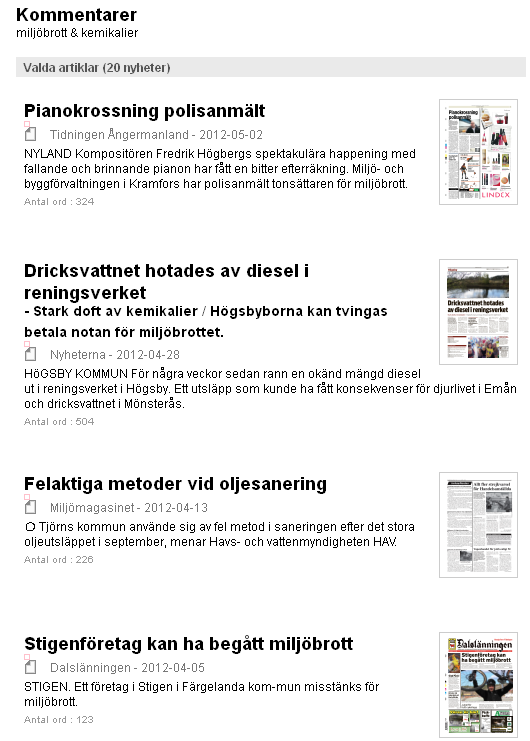 Kommentarer
miljöbrott & kemikalier
Valda artiklar (20 nyheter)
Pianokrossning polisanmält
Tidningen Ångermanland - 2012-05-02
NYLAND Kompositören Fredrik Högbergs spektakulära happening med
fallande och brinnande pianon har fått en bitter efterräkning. Miljö- och
byggförvaltningen i Kramfors har polisanmält tonsättaren för miljöbrott.
Antal ord : 324
Pianokrossning
polisanmält
LINDEX
Dricksvattnet hotades av diesel i
reningsverket
- Stark doft av kemikalier / Högsbyborna kan tvingas
betala notan för miljöbrottet.
Nyheterna - 2012-04-28
HöGSBY KOMMUN För några veckor sedan rann en okänd mängd diesel
ut i reningsverket i Högsby. Ett utsläpp som kunde ha fått konsekvenser för djurlivet i Emån
och dricksvattnet i Mönsterås.
Antal ord : 504
Dricksvattnet hotades
av diesel i reningsverket
Felaktiga metoder vid oljesanering
Miljömagasinet - 2012-04-13
O Tjörns kommun använde sig av fel metod i saneringen efter det stora
oljeutsläppet i september, menar Havs- och vattenmyndigheten HAV.
Antal ord : 226
Stigenföretag kan ha begått miljöbrott
Dalslänningen - 2012-04-05
STIGEN. Ett företag i Stigen i Färgelanda kom-mun misstänks för
miljöbrott.
Antal ord : 123
Dalslänningen
Stigenföretag kan
ha begått miljöbrott